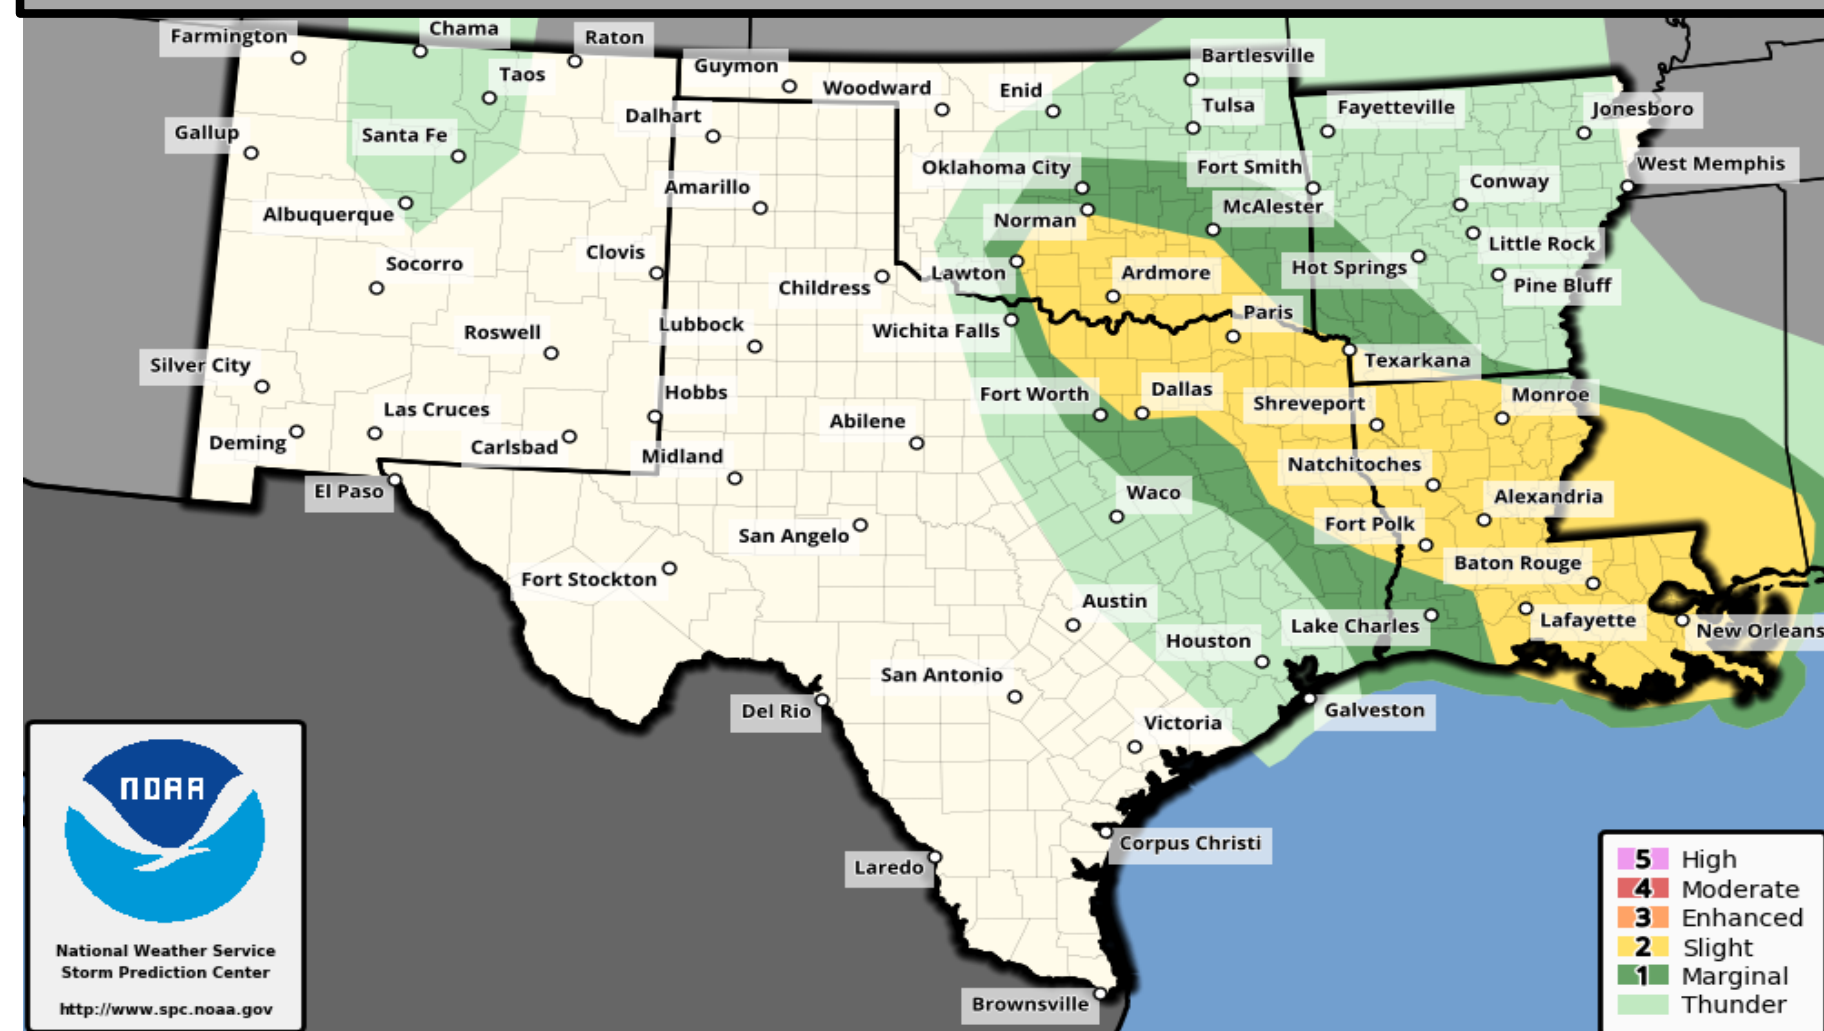 Farmington
Chama
Raton
Guymon
Bartlesville
Taos
Woodward
Enid
Dalhart
Tulsa
Fayetteville
Jonesboro
Gallup
Santa Fe
Oklahoma City
Fort Smith
West Memphis
Amarillo
Conway
Albuquerque
Norman
McAlester
Clovis
Little Rock
Socorro
Lawton
Ardmore
Hot Springs
Childress
Pine Bluff
Paris
Roswell
Lubbock
Wichita Falls
Silver City
Texarkana
Hobbs
Fort Worth
Dallas
Monroe
Las Cruces
Shreveport
Abilene
Deming
Carlsbad
Midland
Natchitoches
El Paso
Waco
Alexandria
San Angelo
Fort Polk
Baton Rouge
Fort Stockton
Austin
Lake Charles
Lafayette
New Orleans
Houston
San Antonio
Del Rio
Galveston
Victoria
Corpus Christi
Laredo
Brownsville
NOAA
National Weather Service
Storm Prediction Center
http://www.spc.noaa.gov
5 High
4 Moderate
3 Enhanced
2 Slight
1 Marginal
Thunder